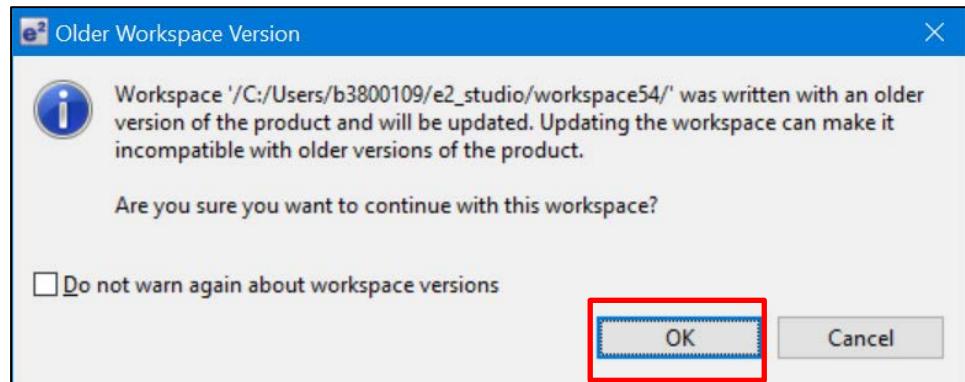 e² Older Workspace Version
Workspace '/C:/Users/b3800109/e2_studio/workspace54/' was written with an older
version of the product and will be updated. Updating the workspace can make it
incompatible with older versions of the product.
Are you sure you want to continue with this workspace?
Do not warn again about workspace versions
OK Cancel